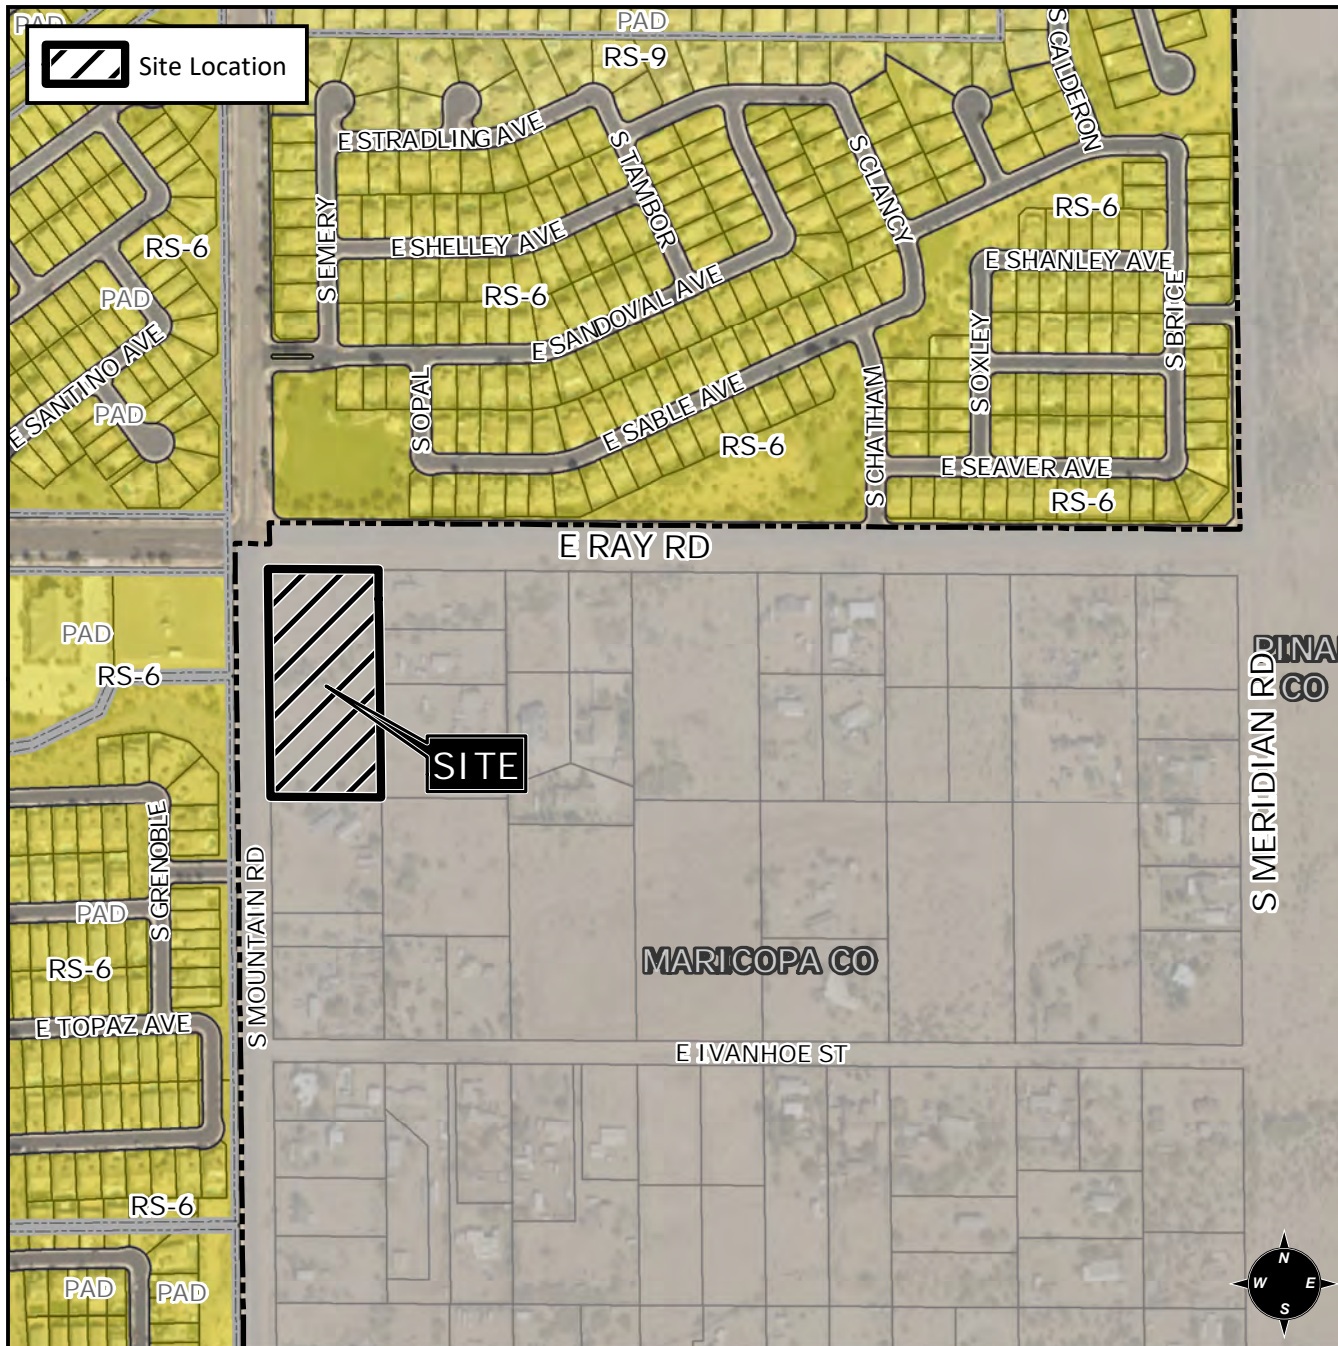 PAD
PAD
Site Location
RS-9
S CAILDERON
E STRADLING AVE
S TAMBOR
S CLANCY
S EMERY
RS-6
RS-6
E SHELLEY AVE
E SHANLEY AVE
PAD
RS-6
E SANDOVAL AVE
S BRICE
E SANTINO AVE
S OXLEY
PAD
S OPAL
E SABLE AVE
S CHATHAM
RS-6
E SEAVER AVE
RS-6
E RAY RD
PAD
RS-6
PINA
CO
S MERIDIAN RD
SITE
S GRENOBLE
S MOUNTAIN RD
PAD
RS-6
MARICOPA CO
E TOPAZ AVE
E IVANHOE ST
RS-6
PAD
PAD
N
W E
S